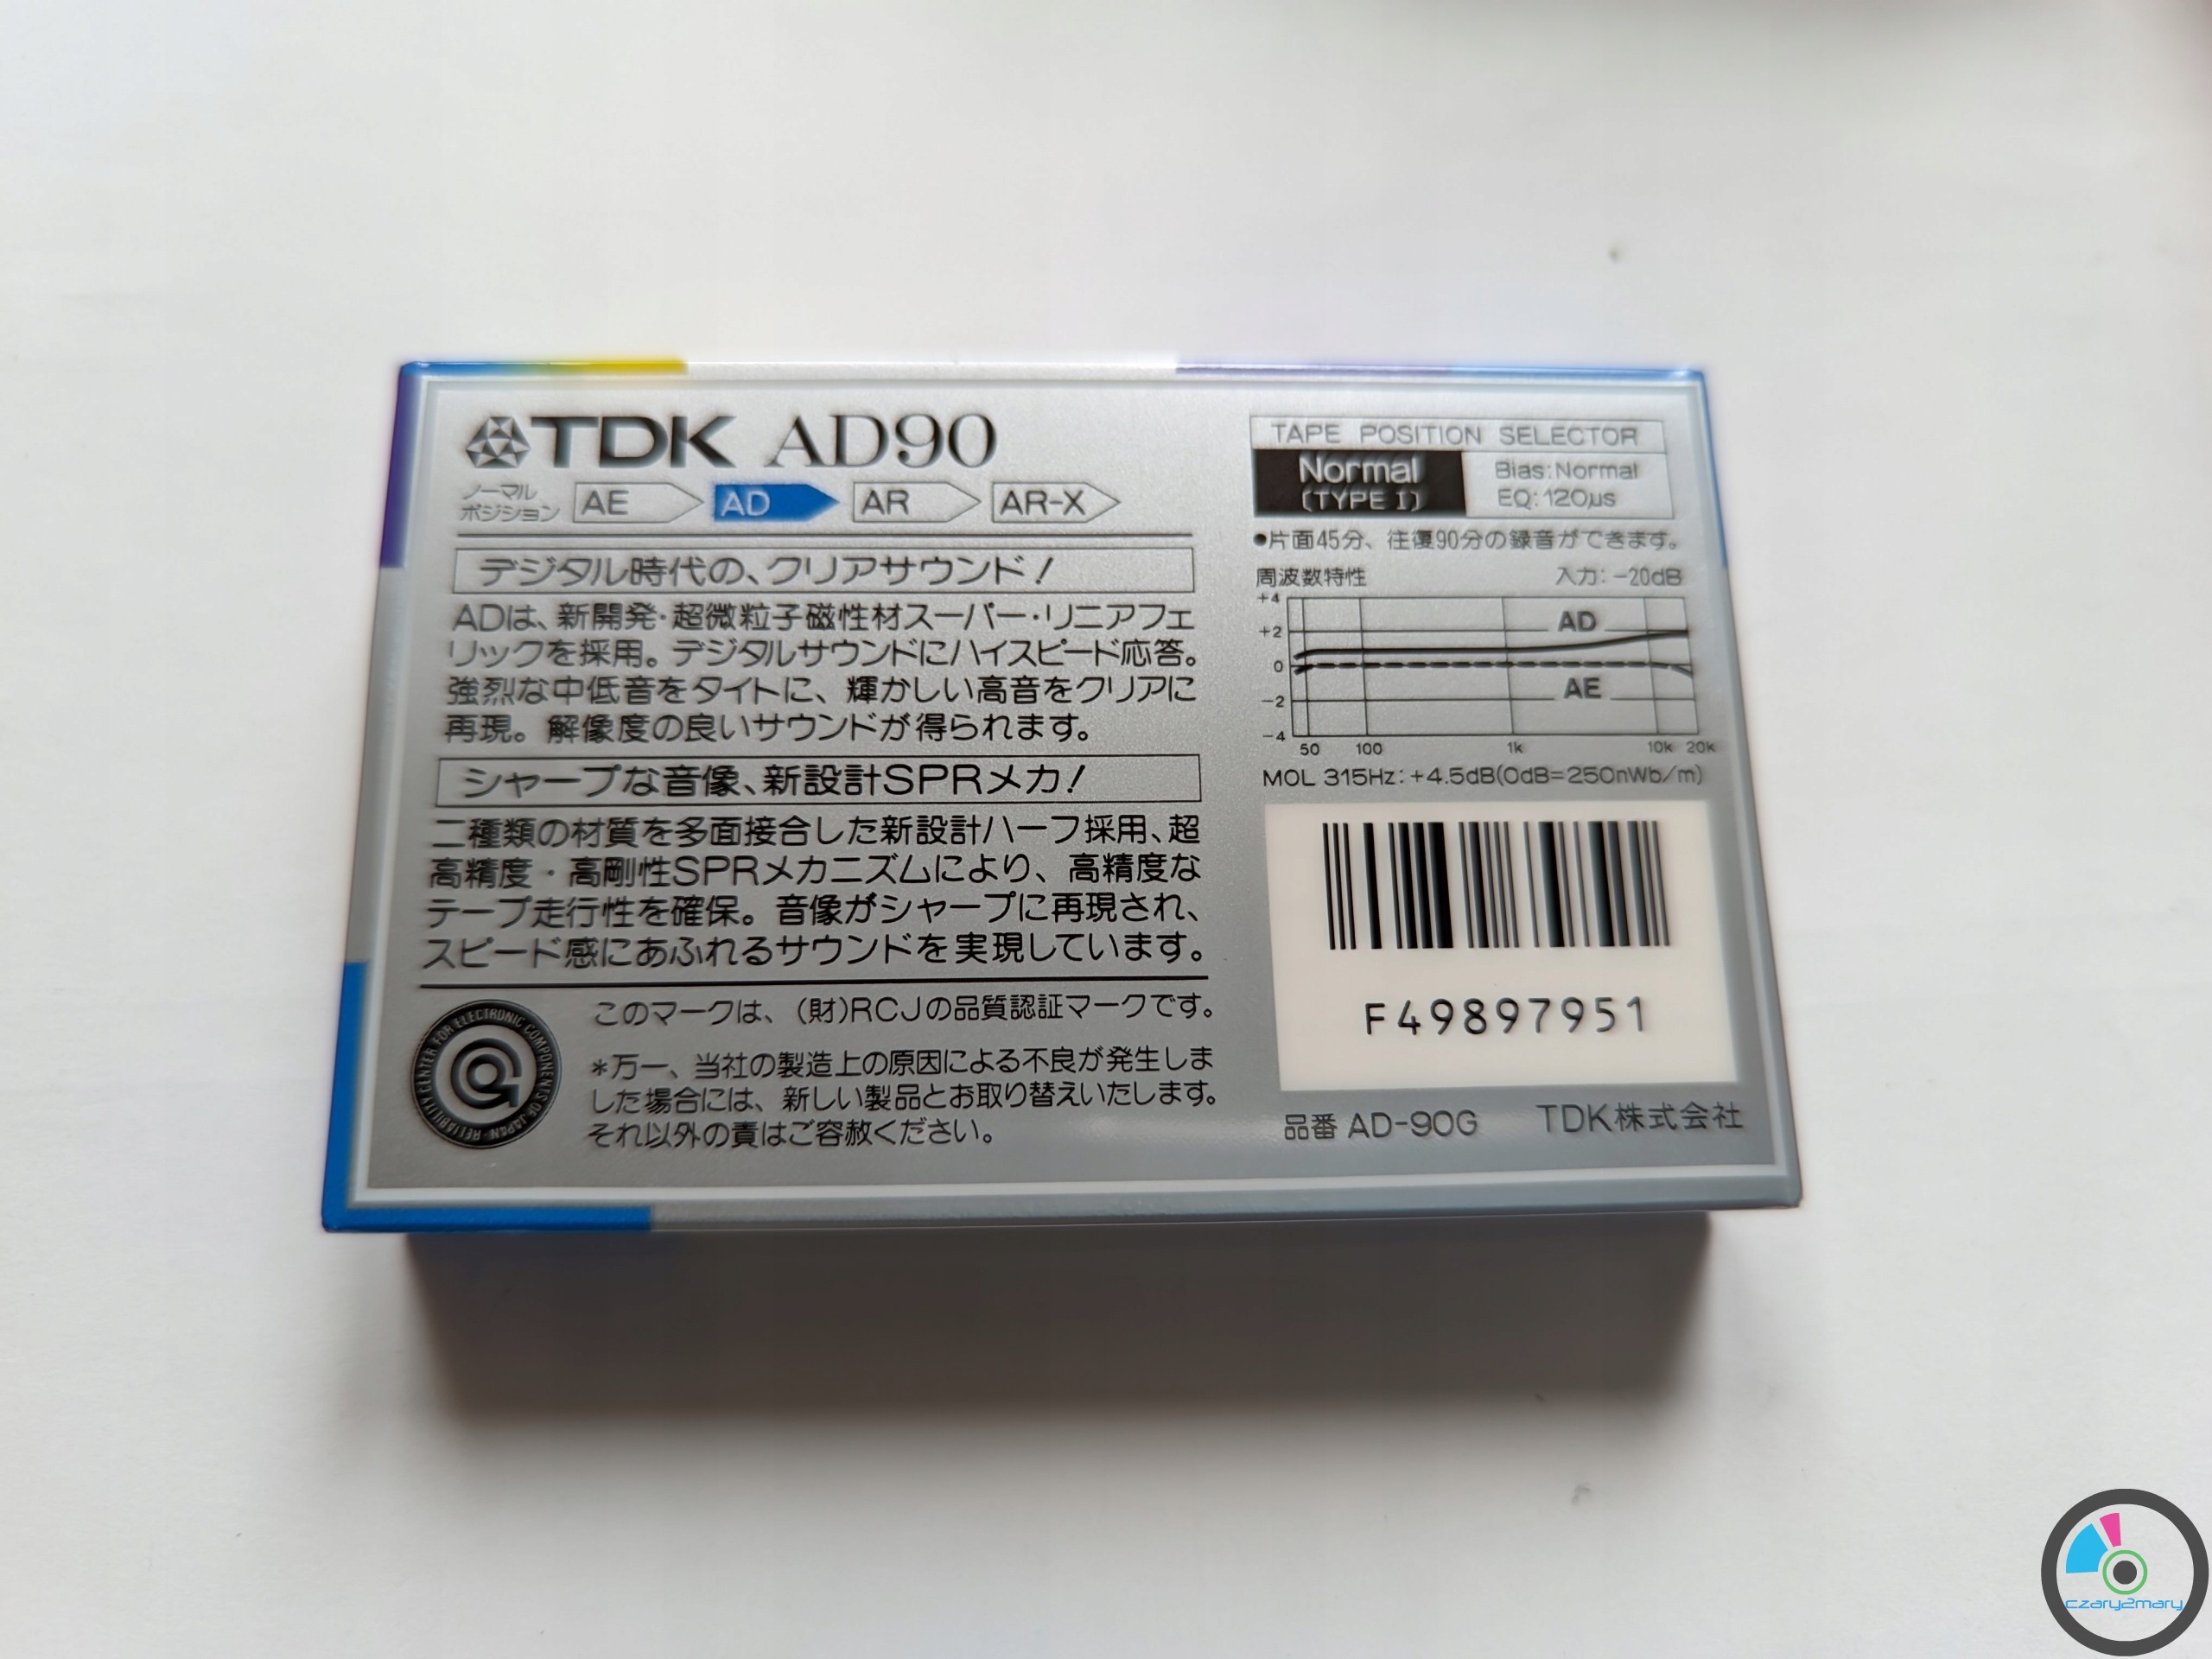 TDK AD90
ノーマル
ポジション
AE AD AR AR-X
デジタル時代の、クリアサウンド!
ADは、新開発・超微粒子磁性材スーパー・リニアフェ
リックを採用。デジタルサウンドにハイスピード応答。
強烈な中低音をタイトに、輝かしい高音をクリアに
再現。解像度の良いサウンドが得られます。
シャープな音像、新設計SPRメカ!
二種類の材質を多面接合した新設計ハーフ採用、超
高精度・高剛性SPRメカニズムにより、高精度な
テープ走行性を確保。音像がシャープに再現され、
スピード感にあふれるサウンドを実現しています。
RELIABILITY CENTER FOR ELECTRONIC COMPONENTS OF JAPAN
このマークは、(財)RCJの品質認証マークです。
*万一、当社の製造上の原因による不良が発生しま
した場合には、新しい製品とお取り替えいたします。
それ以外の責はご容赦ください。
TAPE POSITION SELECTOR
Normal
(TYPE I)
Bias:Normal
EQ:120μs
●片面45分、往復90分の録音ができます。
周波数特性 入力:-20dB
+4
+2
0
-2
-4
AD
AE
50 100 1k 10k 20k
MOL 315Hz:+4.5dB(0dB=250nWb/m)
F49897951
品番 AD-90G TDK株式会社
czary2mary